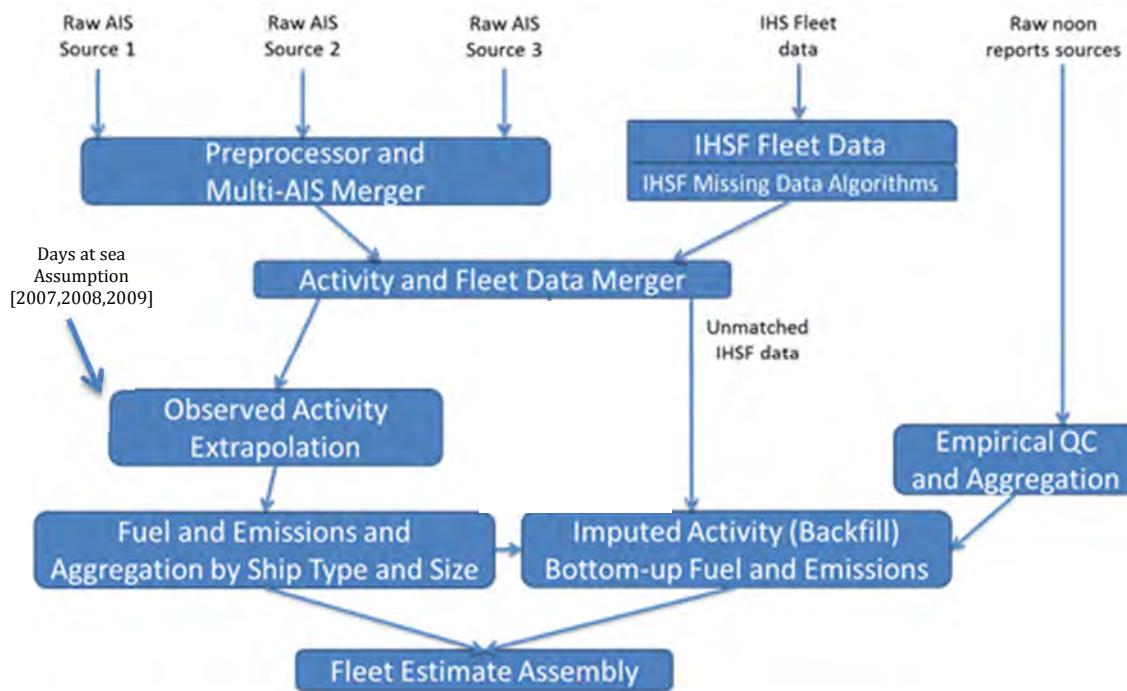 Raw AIS
Source 1
Raw AIS
Source 2
Raw AIS
Source 3
IHS Fleet
data
Raw noon
reports sources
Preprocessor and
Multi-AIS Merger
IHSF Fleet Data
IHSF Missing Data Algorithms
Days at sea
Assumption
[2007,2008,2009]
Activity and Fleet Data Merger
Unmatched
IHSF data
Observed Activity
Extrapolation
Empirical QC
and Aggregation
Fuel and Emissions and
Aggregation by Ship Type and Size
Imputed Activity (Backfill)
Bottom-up Fuel and Emissions
Fleet Estimate Assembly